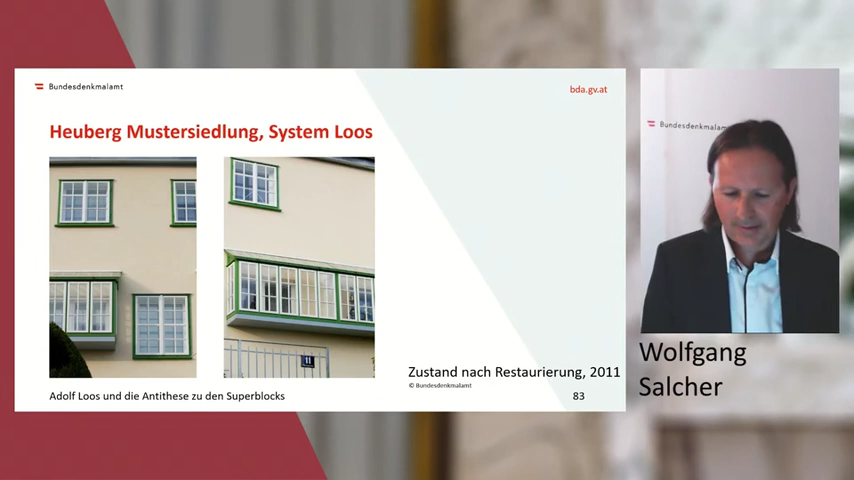 Bundesdenkmalamt
bda.gv.at
Heuberg Mustersiedlung, System Loos
11
Zustand nach Restaurierung, 2011
© Bundesdenkmalamt
Adolf Loos und die Antithese zu den Superblocks
83
Bundesdenkmalam
Wolfgang
Salcher